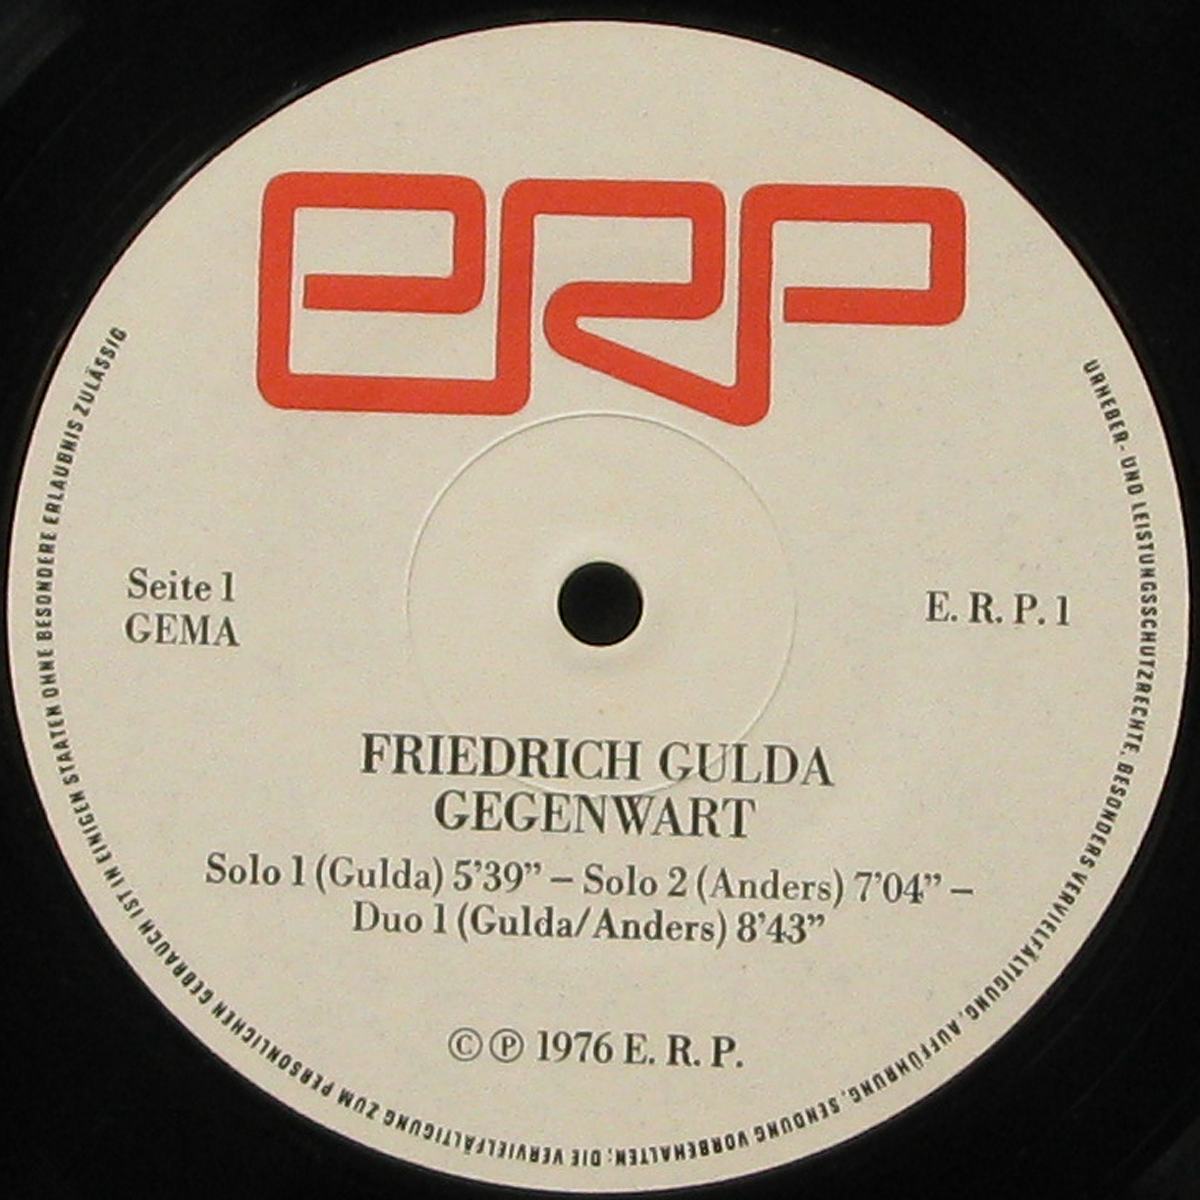 eRP
Seite 1
GEMA
E. R. P. 1
FRIEDRICH GULDA
GEGENWART
Solo 1 (Gulda) 5’39” – Solo 2 (Anders) 7’04” –
Duo 1 (Gulda/Anders) 8’43”
©℗ 1976 E. R. P.
URHEBER- UND LEISTUNGSSCHUTZRECHTE, BESONDERS VERVIELFÄLTIGUNG, AUFFÜHRUNG, SENDUNG VORBEHALTEN; DIE VERVIELFÄLTIGUNG ZUM PERSÖNLICHEN GEBRAUCH IST IN EINIGEN STAATEN OHNE BESONDERE ERLAUBNIS ZULÄSSIG